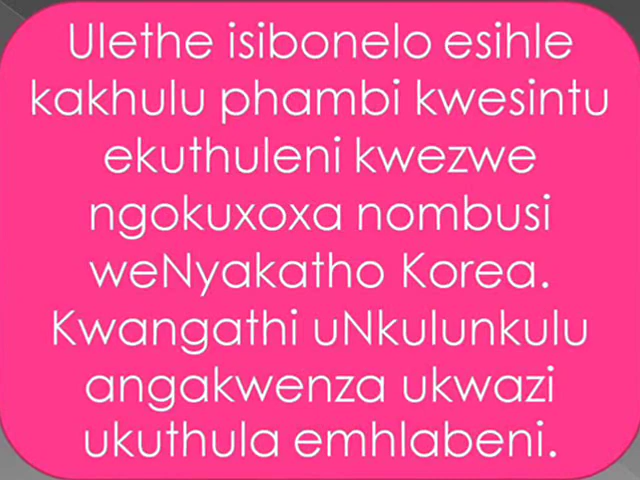 Ulethe isibonelo esihle
kakhulu phambi kwesintu
ekuthuleni kwezwe
ngokuxoxa nombusi
weNyakatho Korea.
Kwangathi uNkulunkulu
angakwenza ukwazi
ukuthula emhlabeni.